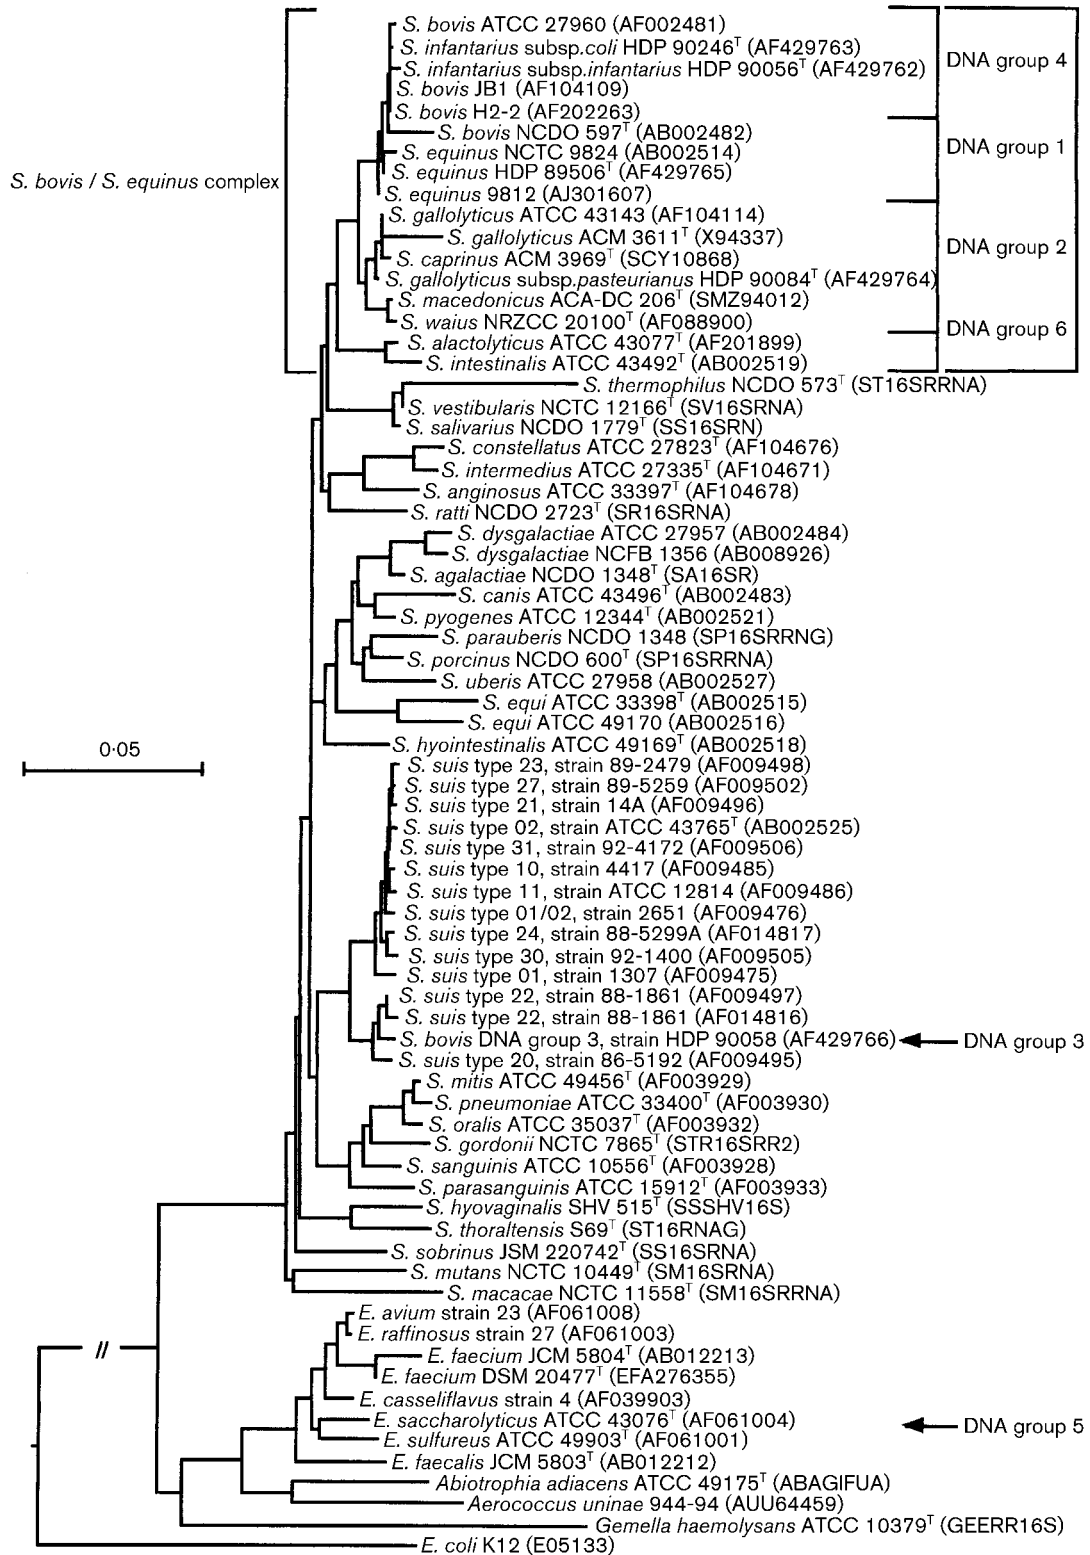 S. bovis ATCC 27960 (AF002481)
S. infantarius subsp.coli HDP 90246T (AF429763)
S. infantarius subsp.infantarius HDP 90056T (AF429762)
DNA group 4
S. bovis JB1 (AF104109)
S. bovis H2-2 (AF202263)
S. bovis NCDO 597T (AB002482)
S. equinus NCTC 9824 (AB002514)
DNA group 1
S. equinus HDP 89506T (AF429765)
S. bovis / S. equinus complex
S. equinus 9812 (AJ301607)
S. gallolyticus ATCC 43143 (AF104114)
S. gallolyticus ACM 3611T (X94337)
DNA group 2
S. caprinus ACM 3969T (SCY10868)
S. gallolyticus subsp.pasteurianus HDP 90084T (AF429764)
S. macedonicus ACA-DC 206T (SMZ94012)
S. waius NRZCC 20100T (AF088900)
DNA group 6
S. alactolyticus ATCC 43077T (AF201899)
S. intestinalis ATCC 43492T (AB002519)
S. thermophilus NCDO 573T (ST16SRRNA)
S. vestibularis NCTC 12166T (SV16SRNA)
S. salivarius NCDO 1779T (SS16SRN)
S. constellatus ATCC 27823T (AF104676)
S. intermedius ATCC 27335T (AF104671)
S. anginosus ATCC 33397T (AF104678)
S. ratti NCDO 2723T (SR16SRNA)
S. dysgalactiae ATCC 27957 (AB002484)
S. dysgalactiae NCFB 1356 (AB008926)
S. agalactiae NCDO 1348T (SA16SR)
S. canis ATCC 43496T (AB002483)
S. pyogenes ATCC 12344T (AB002521)
S. parauberis NCDO 1348 (SP16SRRNG)
S. porcinus NCDO 600T (SP16SRRNA)
S. uberis ATCC 27958 (AB002527)
S. equi ATCC 33398T (AB002515)
S. equi ATCC 49170 (AB002516)
S. hyointestinalis ATCC 49169T (AB002518)
0·05
S. suis type 23, strain 89-2479 (AF009498)
S. suis type 27, strain 89-5259 (AF009502)
S. suis type 21, strain 14A (AF009496)
S. suis type 02, strain ATCC 43765T (AB002525)
S. suis type 31, strain 92-4172 (AF009506)
S. suis type 10, strain 4417 (AF009485)
S. suis type 11, strain ATCC 12814 (AF009486)
S. suis type 01/02, strain 2651 (AF009476)
S. suis type 24, strain 88-5299A (AF014817)
S. suis type 30, strain 92-1400 (AF009505)
S. suis type 01, strain 1307 (AF009475)
S. suis type 22, strain 88-1861 (AF009497)
S. suis type 22, strain 88-1861 (AF014816)
S. bovis DNA group 3, strain HDP 90058 (AF429766)
DNA group 3
S. suis type 20, strain 86-5192 (AF009495)
S. mitis ATCC 49456T (AF003929)
S. pneumoniae ATCC 33400T (AF003930)
S. oralis ATCC 35037T (AF003932)
S. gordonii NCTC 7865T (STR16SRR2)
S. sanguinis ATCC 10556T (AF003928)
S. parasanguinis ATCC 15912T (AF003933)
S. hyovaginalis SHV 515T (SSSHV16S)
S. thoraltensis S69T (ST16RNAG)
S. sobrinus JSM 220742T (SS16SRNA)
S. mutans NCTC 10449T (SM16SRNA)
S. macacae NCTC 11558T (SM16SRRNA)
E. avium strain 23 (AF061008)
E. raffinosus strain 27 (AF061003)
//
E. faecium JCM 5804T (AB012213)
E. faecium DSM 20477T (EFA276355)
E. casseliflavus strain 4 (AF039903)
E. saccharolyticus ATCC 43076T (AF061004)
DNA group 5
E. sulfureus ATCC 49903T (AF061001)
E. faecalis JCM 5803T (AB012212)
Abiotrophia adiacens ATCC 49175T (ABAGIFUA)
Aerococcus uninae 944-94 (AUU64459)
Gemella haemolysans ATCC 10379T (GEERR16S)
E. coli K12 (E05133)